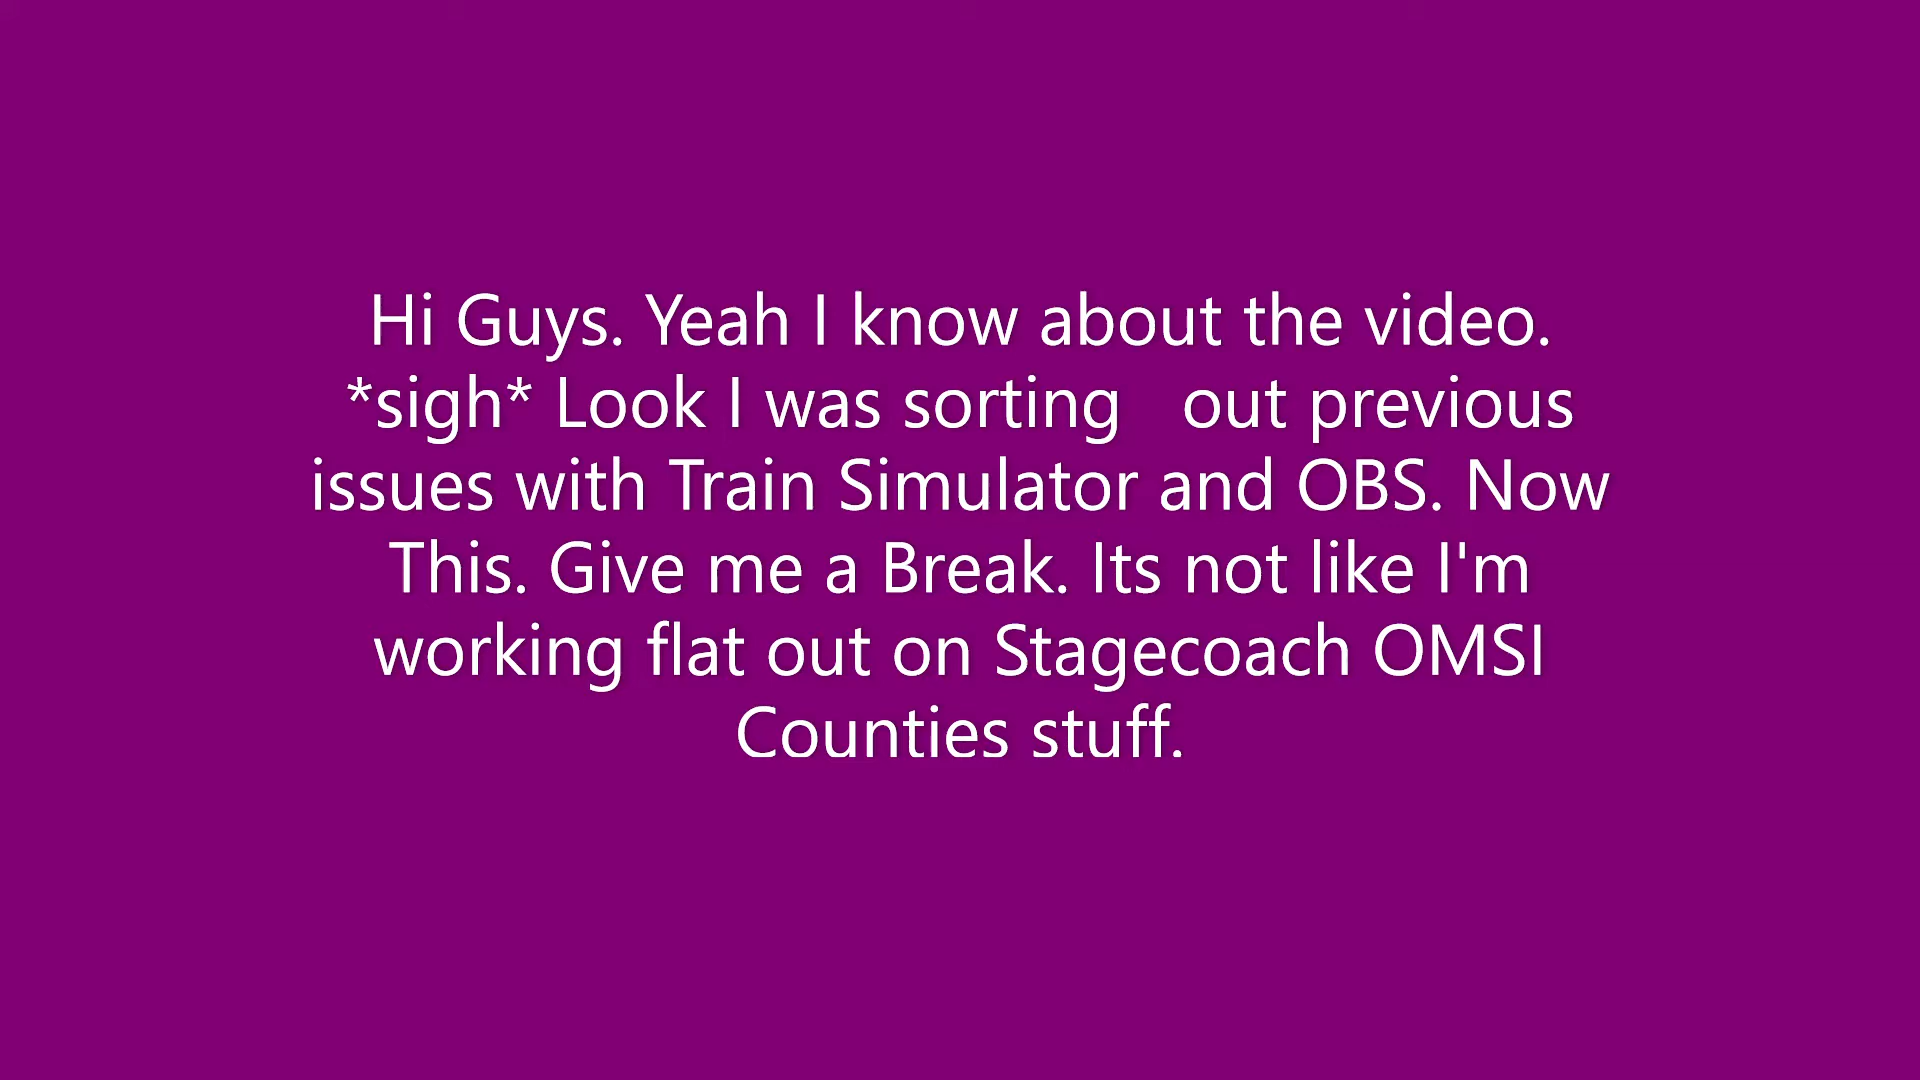 Hi Guys. Yeah I know about the video.
*sigh* Look I was sorting   out previous
issues with Train Simulator and OBS. Now
This. Give me a Break. Its not like I'm
working flat out on Stagecoach OMSI
Counties stuff.